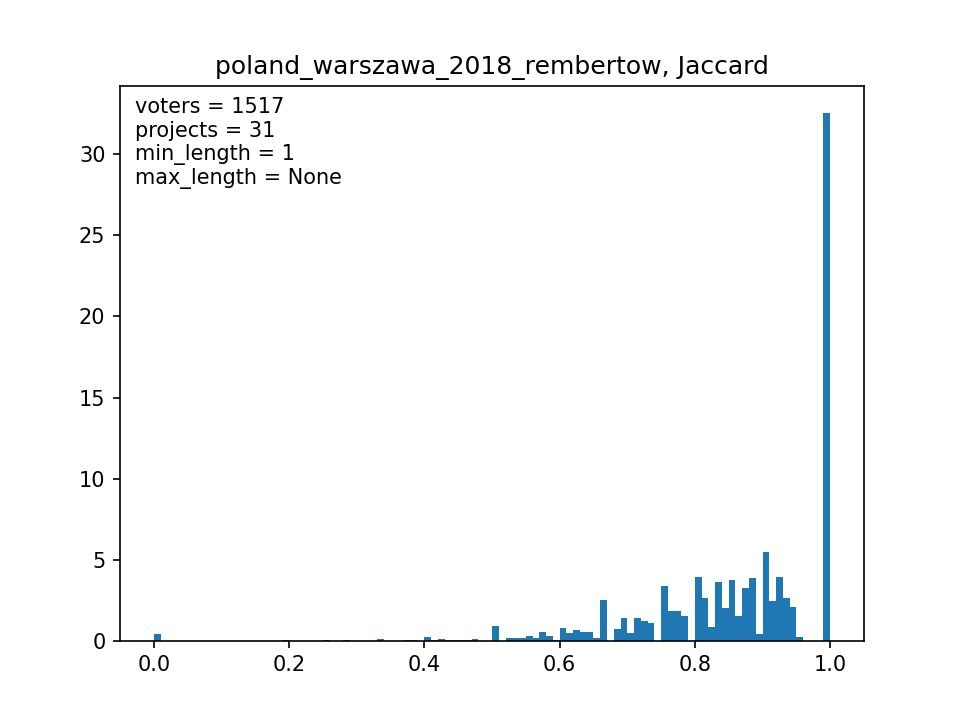 poland_warszawa_2018_rembertow, Jaccard
voters = 1517
projects = 31
min_length = 1
max_length = None
30
25
20
15
10
5
0
0.0 0.2 0.4 0.6 0.8 1.0